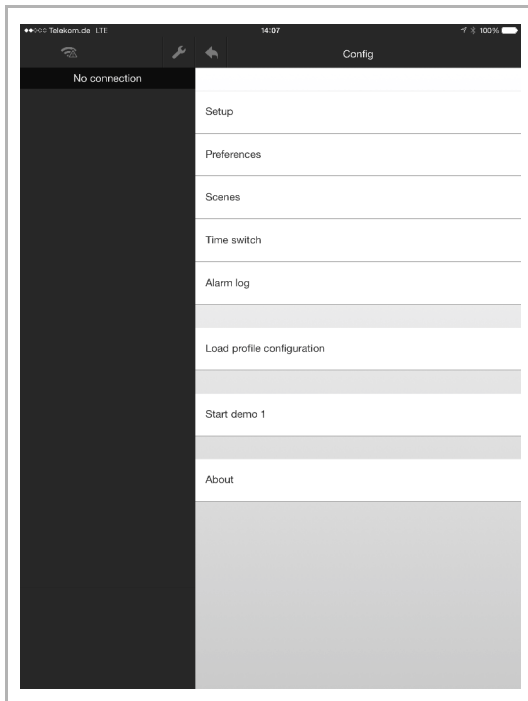 Telekom.de LTE 14:07 100%
Config
No connection
Setup
Preferences
Scenes
Time switch
Alarm log
Load profile configuration
Start demo 1
About